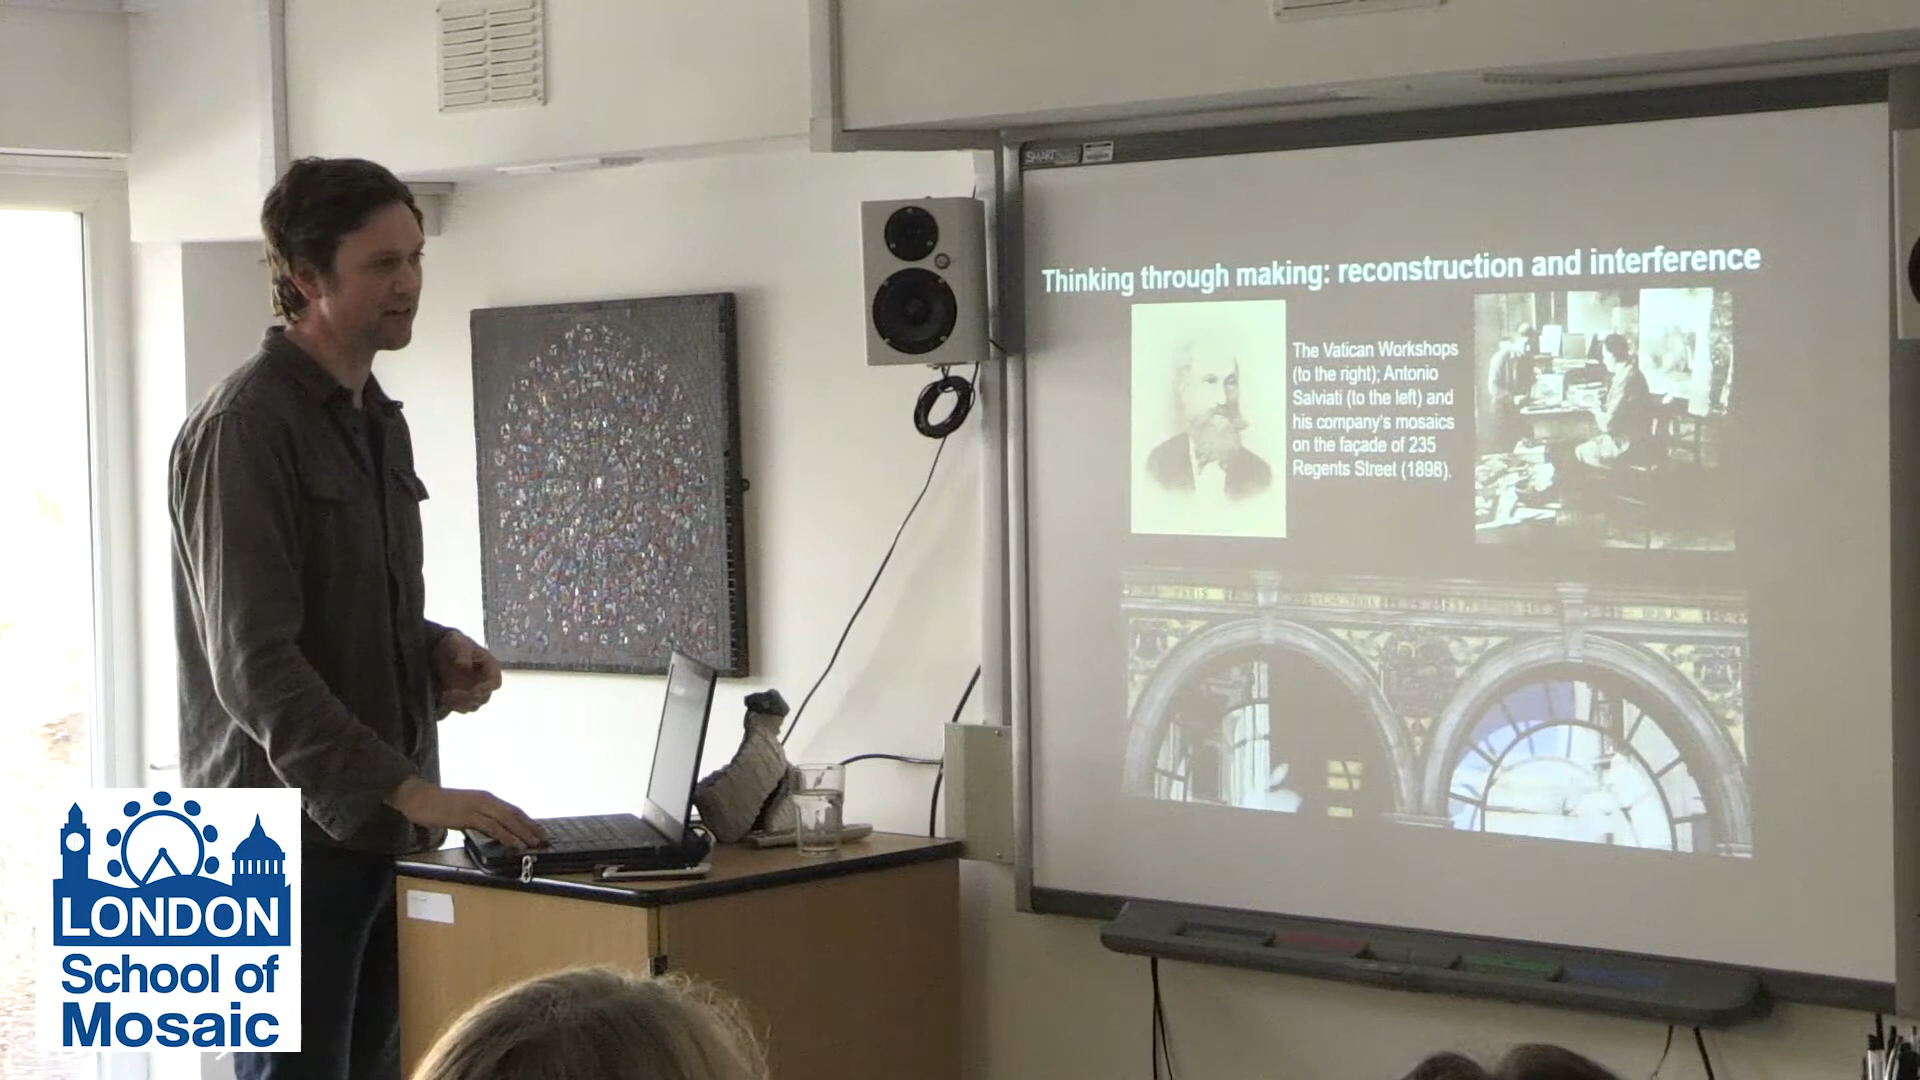 SMART
Thinking through making: reconstruction and interference
The Vatican Workshops
(to the right); Antonio
Salviati (to the left) and
his company's mosaics
on the façade of 235
Regents Street (1898).
LONDON
School of
Mosaic